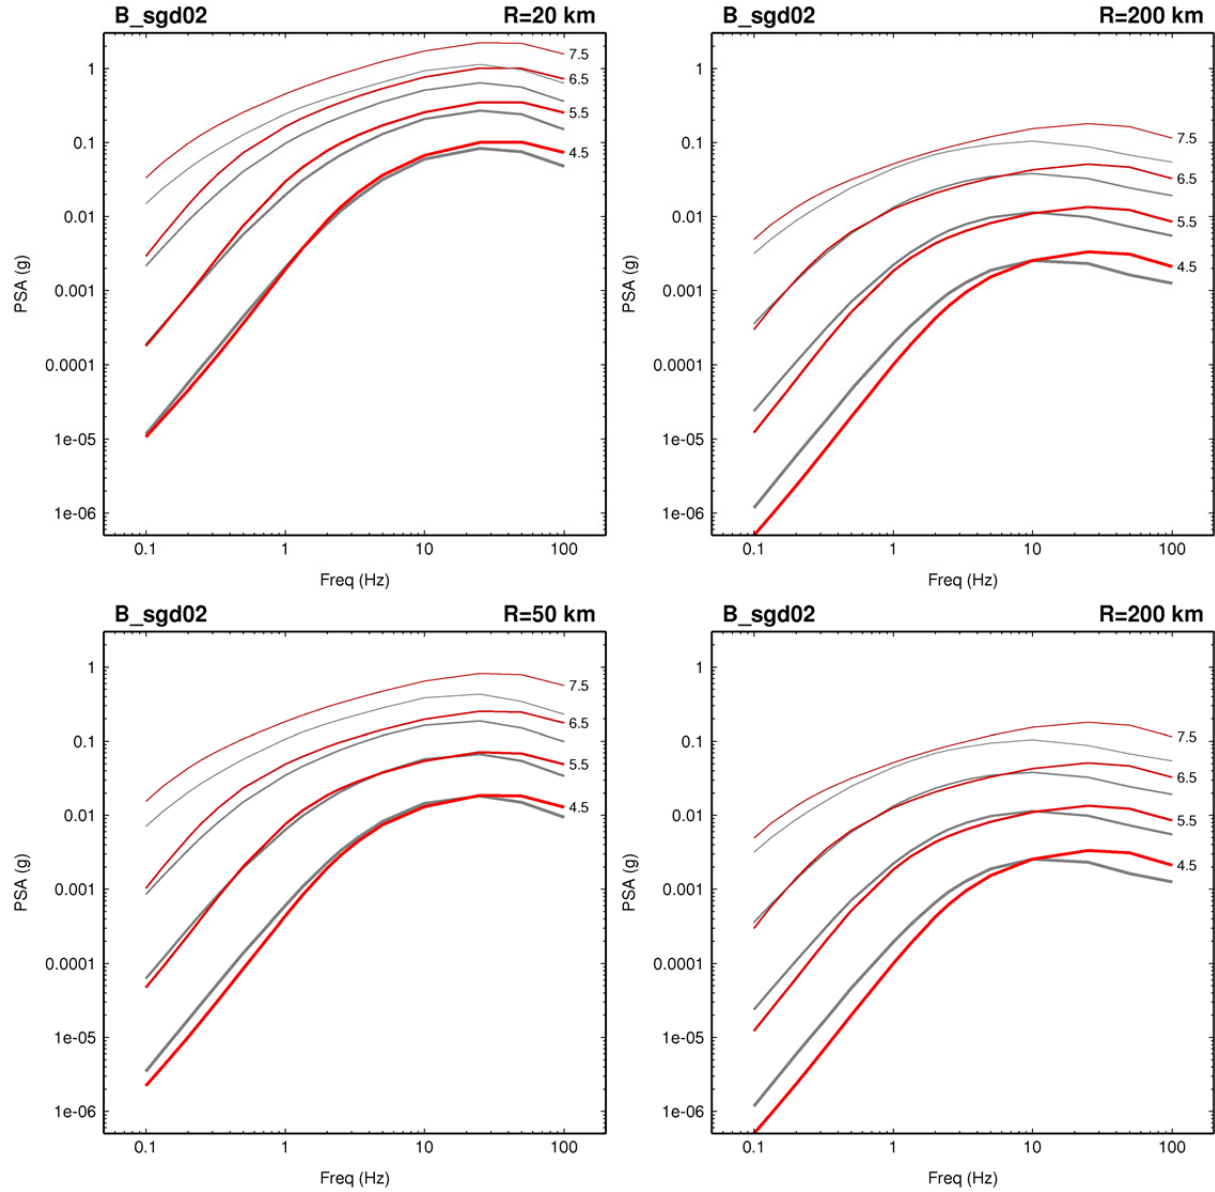 B_sgd02 R=20 km
PSA (g)
1
0.1
0.01
0.001
0.0001
1e-05
1e-06
7.5
6.5
5.5
4.5
0.1 1 10 100
Freq (Hz)
B_sgd02 R=200 km
PSA (g)
1
0.1
0.01
0.001
0.0001
1e-05
1e-06
7.5
6.5
5.5
4.5
0.1 1 10 100
Freq (Hz)
B_sgd02 R=50 km
PSA (g)
1
0.1
0.01
0.001
0.0001
1e-05
1e-06
7.5
6.5
5.5
4.5
0.1 1 10 100
Freq (Hz)
B_sgd02 R=200 km
PSA (g)
1
0.1
0.01
0.001
0.0001
1e-05
1e-06
7.5
6.5
5.5
4.5
0.1 1 10 100
Freq (Hz)